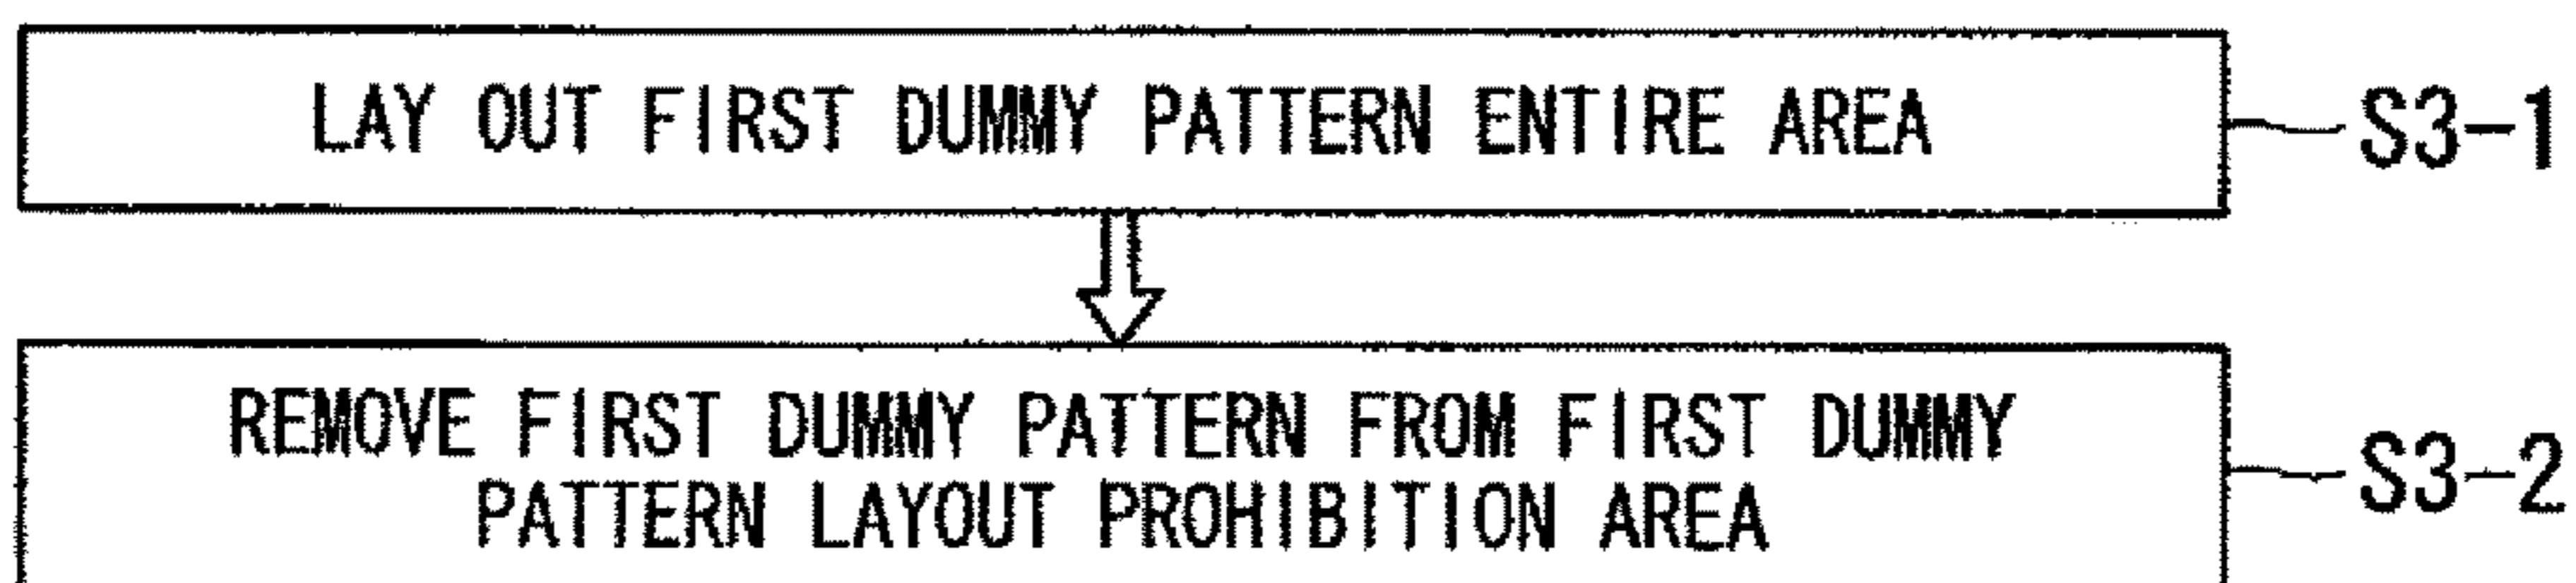 LAY OUT FIRST DUMMY PATTERN ENTIRE AREA
S3-1
REMOVE FIRST DUMMY PATTERN FROM FIRST DUMMY
PATTERN LAYOUT PROHIBITION AREA
S3-2